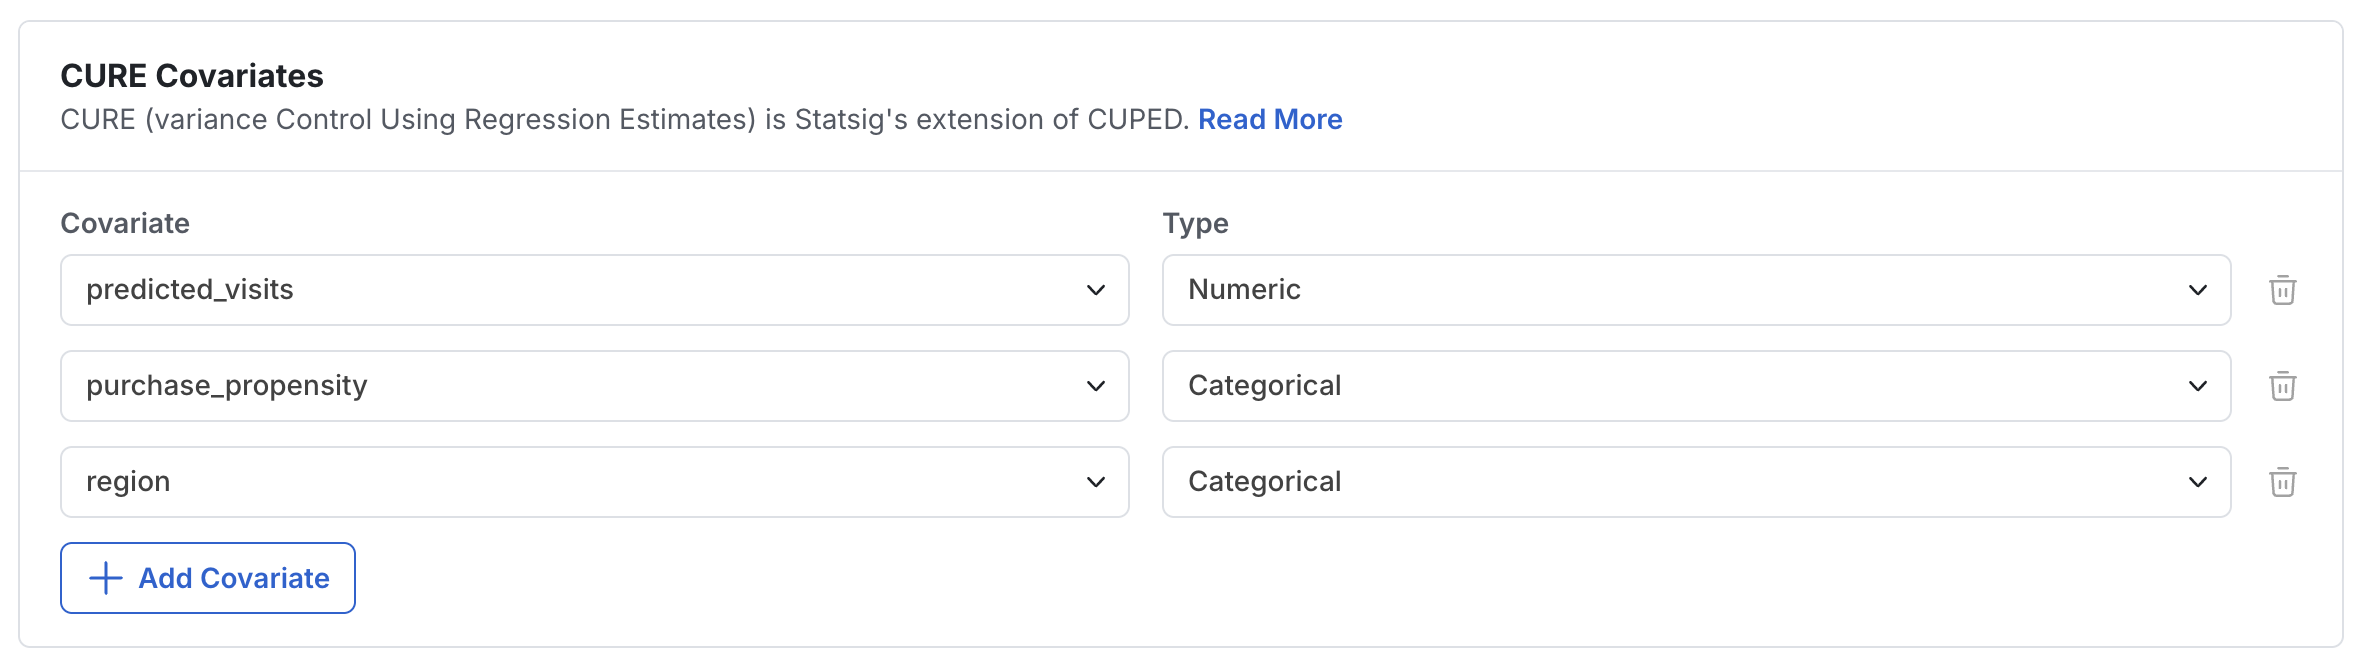 CURE Covariates
CURE (variance Control Using Regression Estimates) is Statsig's extension of CUPED. Read More
Covariate Type
predicted_visits Numeric
purchase_propensity Categorical
region Categorical
Add Covariate